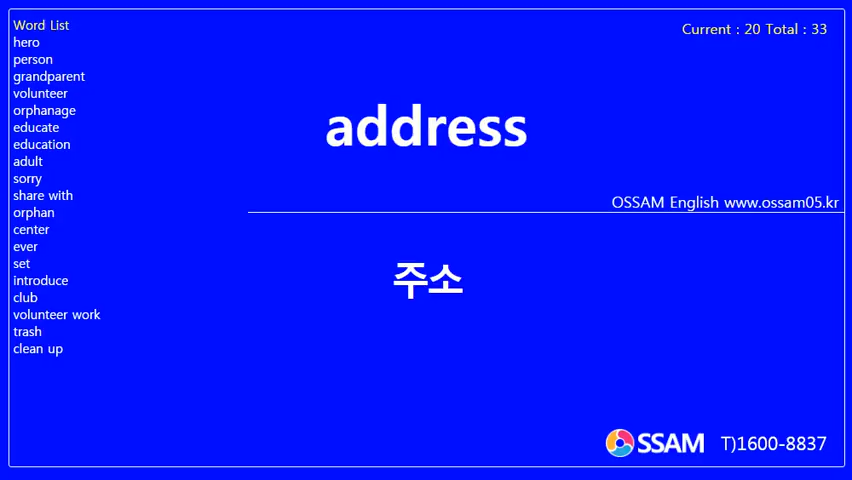 Word List
hero
person
grandparent
volunteer
orphanage
educate
education
adult
sorry
share with
orphan
center
ever
set
introduce
club
volunteer work
trash
clean up
Current : 20 Total : 33
address
OSSAM English www.ossam05.kr
주소
OSSAM T)1600-8837